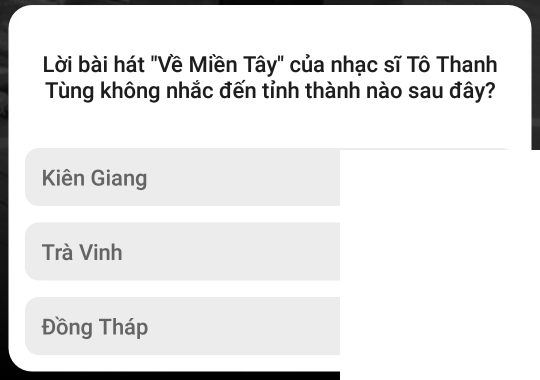 Lời bài hát "Về Miền Tây" của nhạc sĩ Tô Thanh
Tùng không nhắc đến tỉnh thành nào sau đây?
Kiên Giang
Trà Vinh
Đồng Tháp